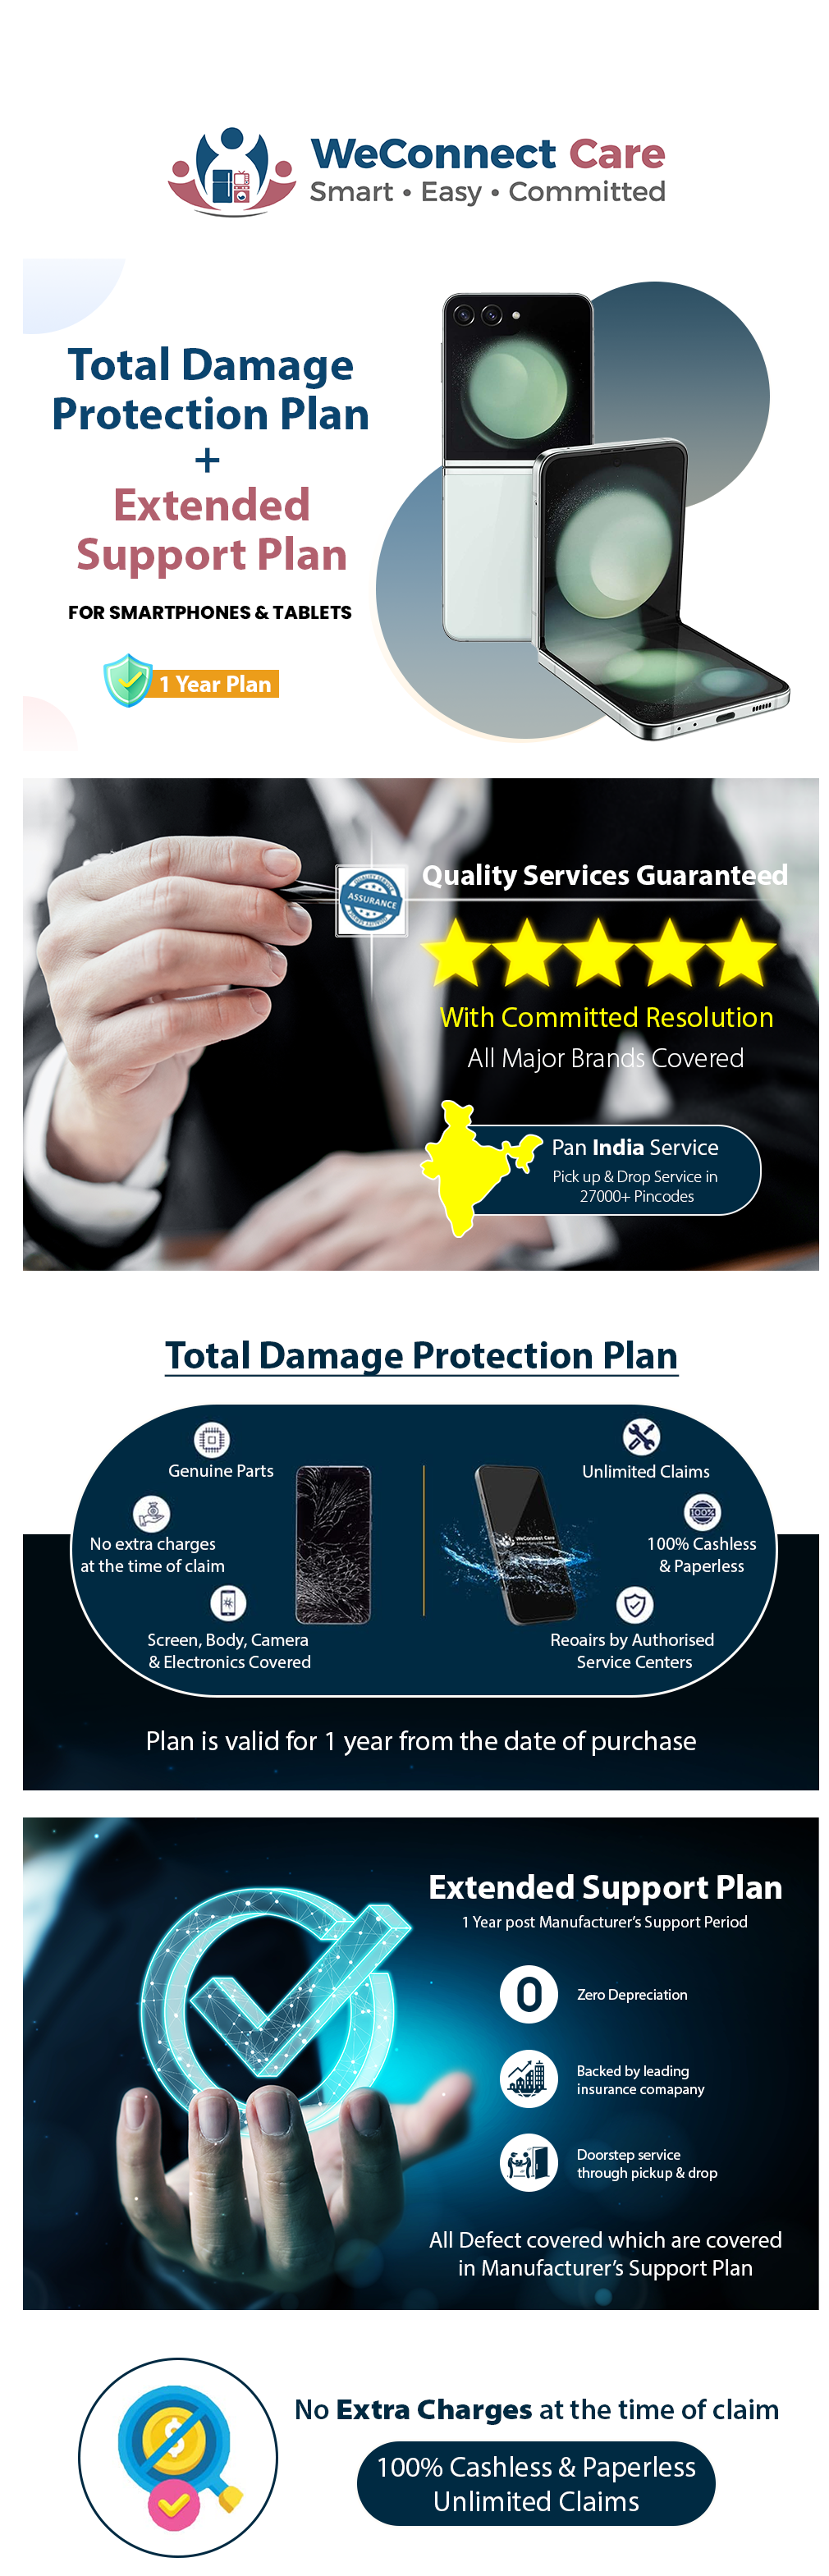 WeConnect Care
Smart • Easy • Committed
Total Damage
Protection Plan
+
Extended
Support Plan
FOR SMARTPHONES & TABLETS
1 Year Plan
ASSURANCE
Quality Services Guaranteed
With Committed Resolution
All Major Brands Covered
Pan India Service
Pick up & Drop Service in
27000+ Pincodes
Total Damage Protection Plan
Genuine Parts
Unlimited Claims
No extra charges
at the time of claim
100%
100% Cashless
& Paperless
WeConnect Care
Screen, Body, Camera
& Electronics Covered
Reoairs by Authorised
Service Centers
Plan is valid for 1 year from the date of purchase
Extended Support Plan
1 Year post Manufacturer's Support Period
0
Zero Depreciation
Backed by leading
insurance comapany
Doorstep service
through pickup & drop
All Defect covered which are covered
in Manufacturer's Support Plan
$
No Extra Charges at the time of claim
100% Cashless & Paperless
Unlimited Claims